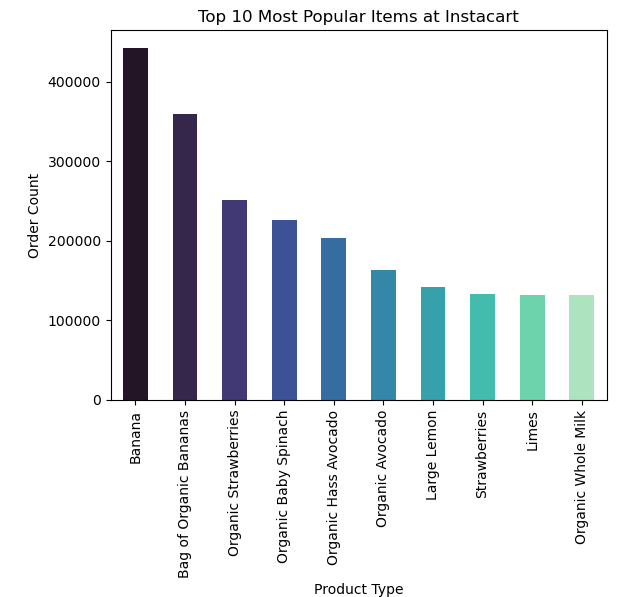 Top 10 Most Popular Items at Instacart
Order Count
400000
300000
200000
100000
0
Banana
Bag of Organic Bananas
Organic Strawberries
Organic Baby Spinach
Organic Hass Avocado
Organic Avocado
Large Lemon
Strawberries
Limes
Organic Whole Milk
Product Type